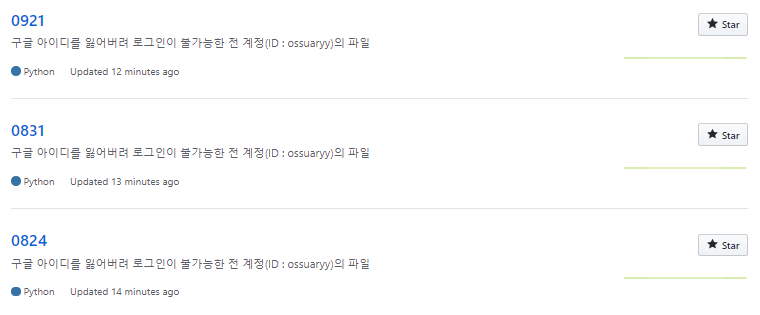 0921
Star
구글 아이디를 잃어버려 로그인이 불가능한 전 계정(ID : ossuaryy)의 파일
Python Updated 12 minutes ago
0831
Star
구글 아이디를 잃어버려 로그인이 불가능한 전 계정(ID : ossuaryy)의 파일
Python Updated 13 minutes ago
0824
Star
구글 아이디를 잃어버려 로그인이 불가능한 전 계정(ID : ossuaryy)의 파일
Python Updated 14 minutes ago